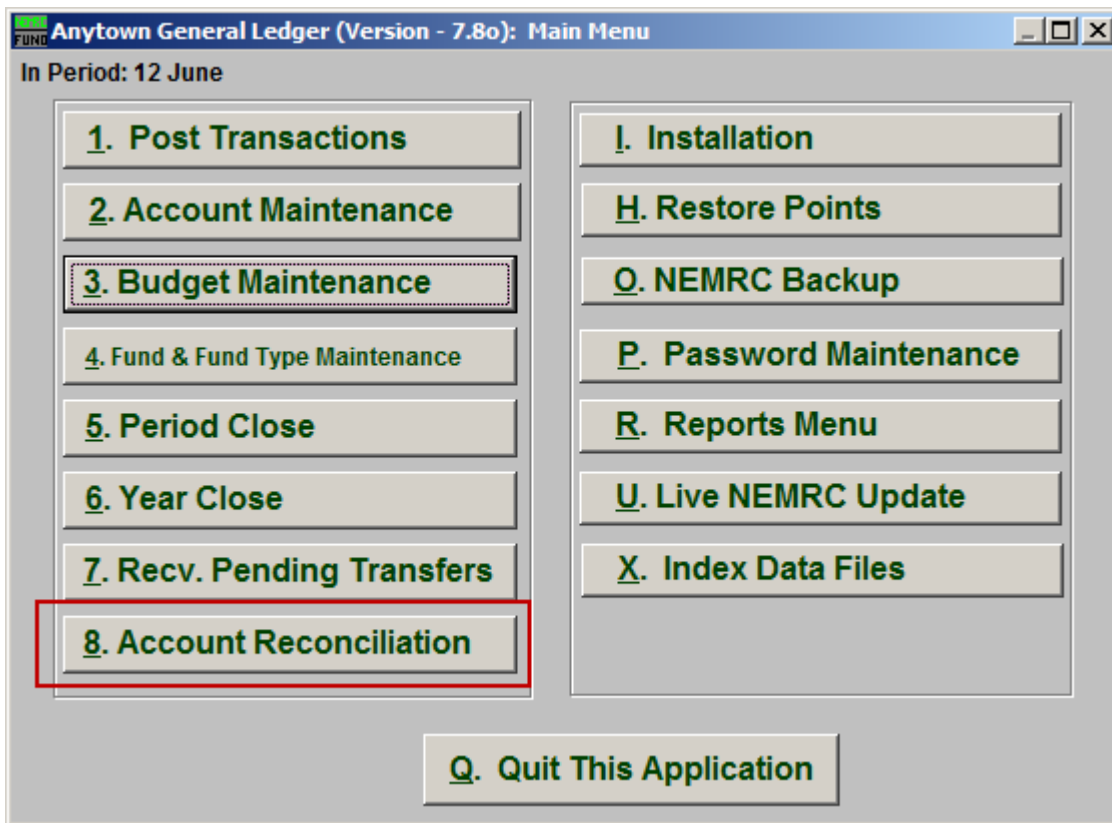 NEMRC
FUND
Anytown General Ledger (Version - 7.8o): Main Menu
In Period: 12 June
1. Post Transactions
2. Account Maintenance
3. Budget Maintenance
4. Fund & Fund Type Maintenance
5. Period Close
6. Year Close
7. Recv. Pending Transfers
8. Account Reconciliation
I. Installation
H. Restore Points
O. NEMRC Backup
P. Password Maintenance
R. Reports Menu
U. Live NEMRC Update
X. Index Data Files
Q. Quit This Application